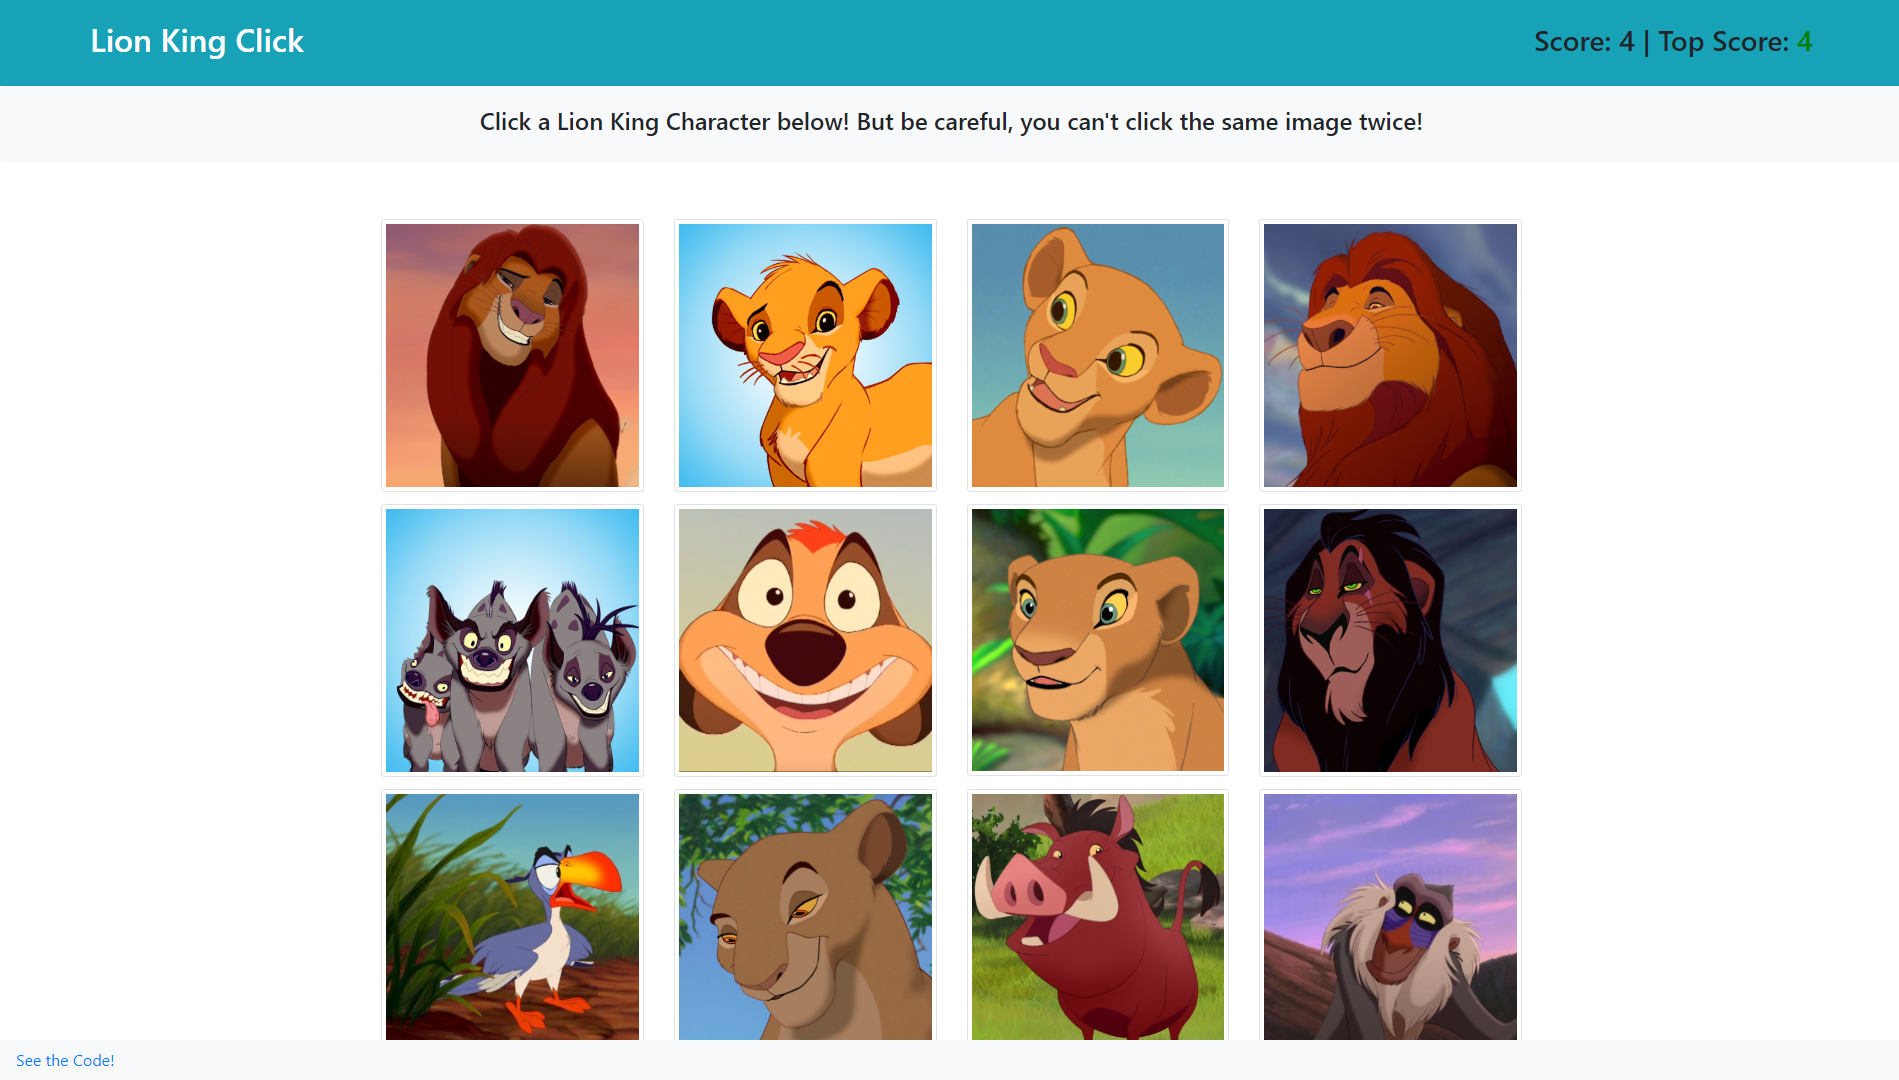 Lion King Click
Score: 4 | Top Score: 4
Click a Lion King Character below! But be careful, you can't click the same image twice!
See the Code!